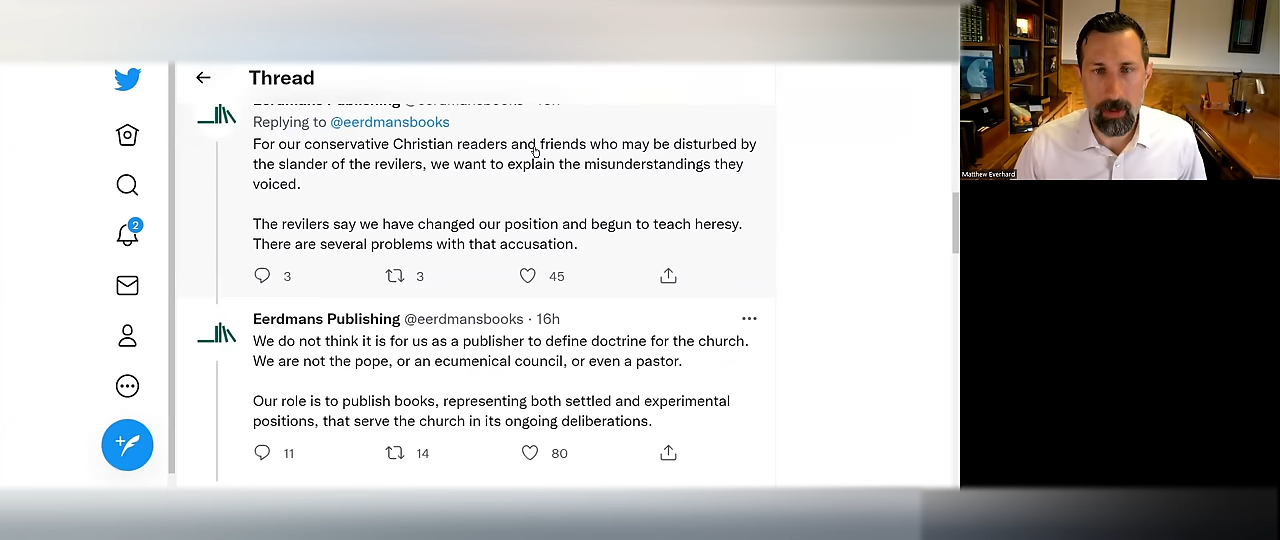 Thread
Eerdmans Publishing @eerdmansbooks · 16h
Replying to @eerdmansbooks
For our conservative Christian readers and friends who may be disturbed by
the slander of the revilers, we want to explain the misunderstandings they
voiced.
The revilers say we have changed our position and begun to teach heresy.
There are several problems with that accusation.
3 3 45
Eerdmans Publishing @eerdmansbooks · 16h
We do not think it is for us as a publisher to define doctrine for the church.
We are not the pope, or an ecumenical council, or even a pastor.
Our role is to publish books, representing both settled and experimental
positions, that serve the church in its ongoing deliberations.
11 14 80
2
Matthew Everhard